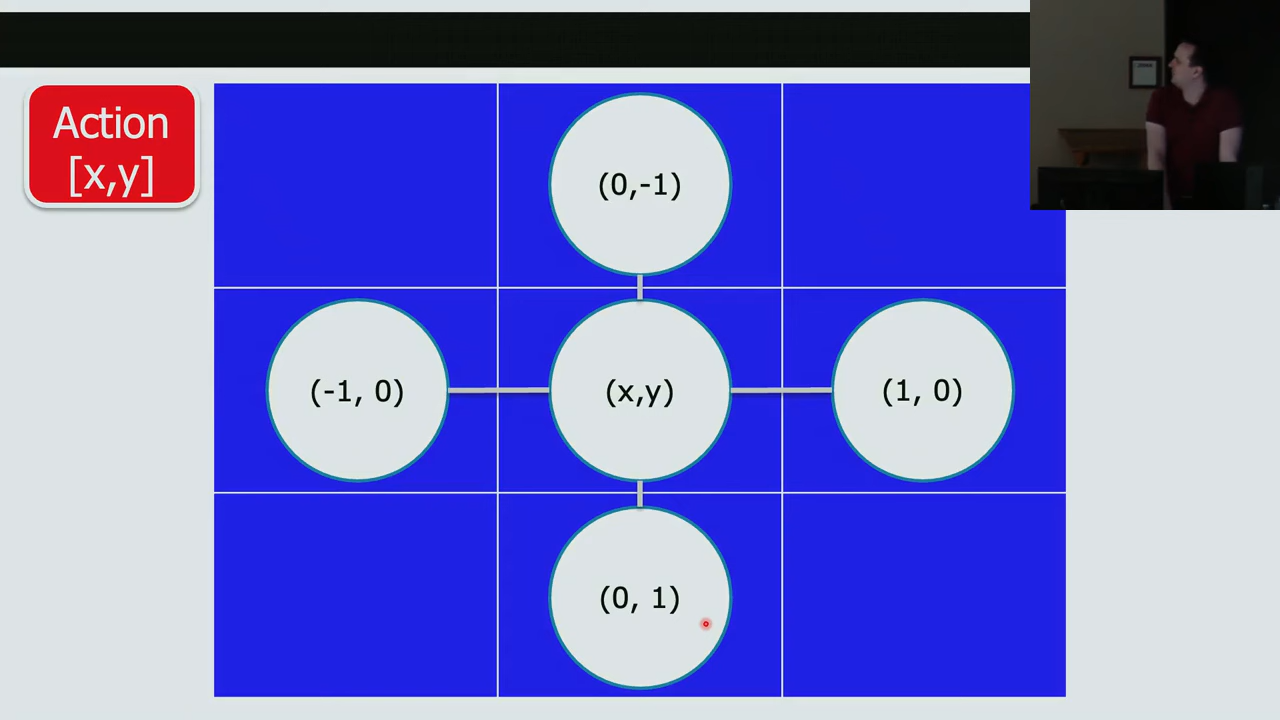 Action
[x,y]
(0,-1)
(-1, 0)
(x,y)
(1, 0)
(0, 1)